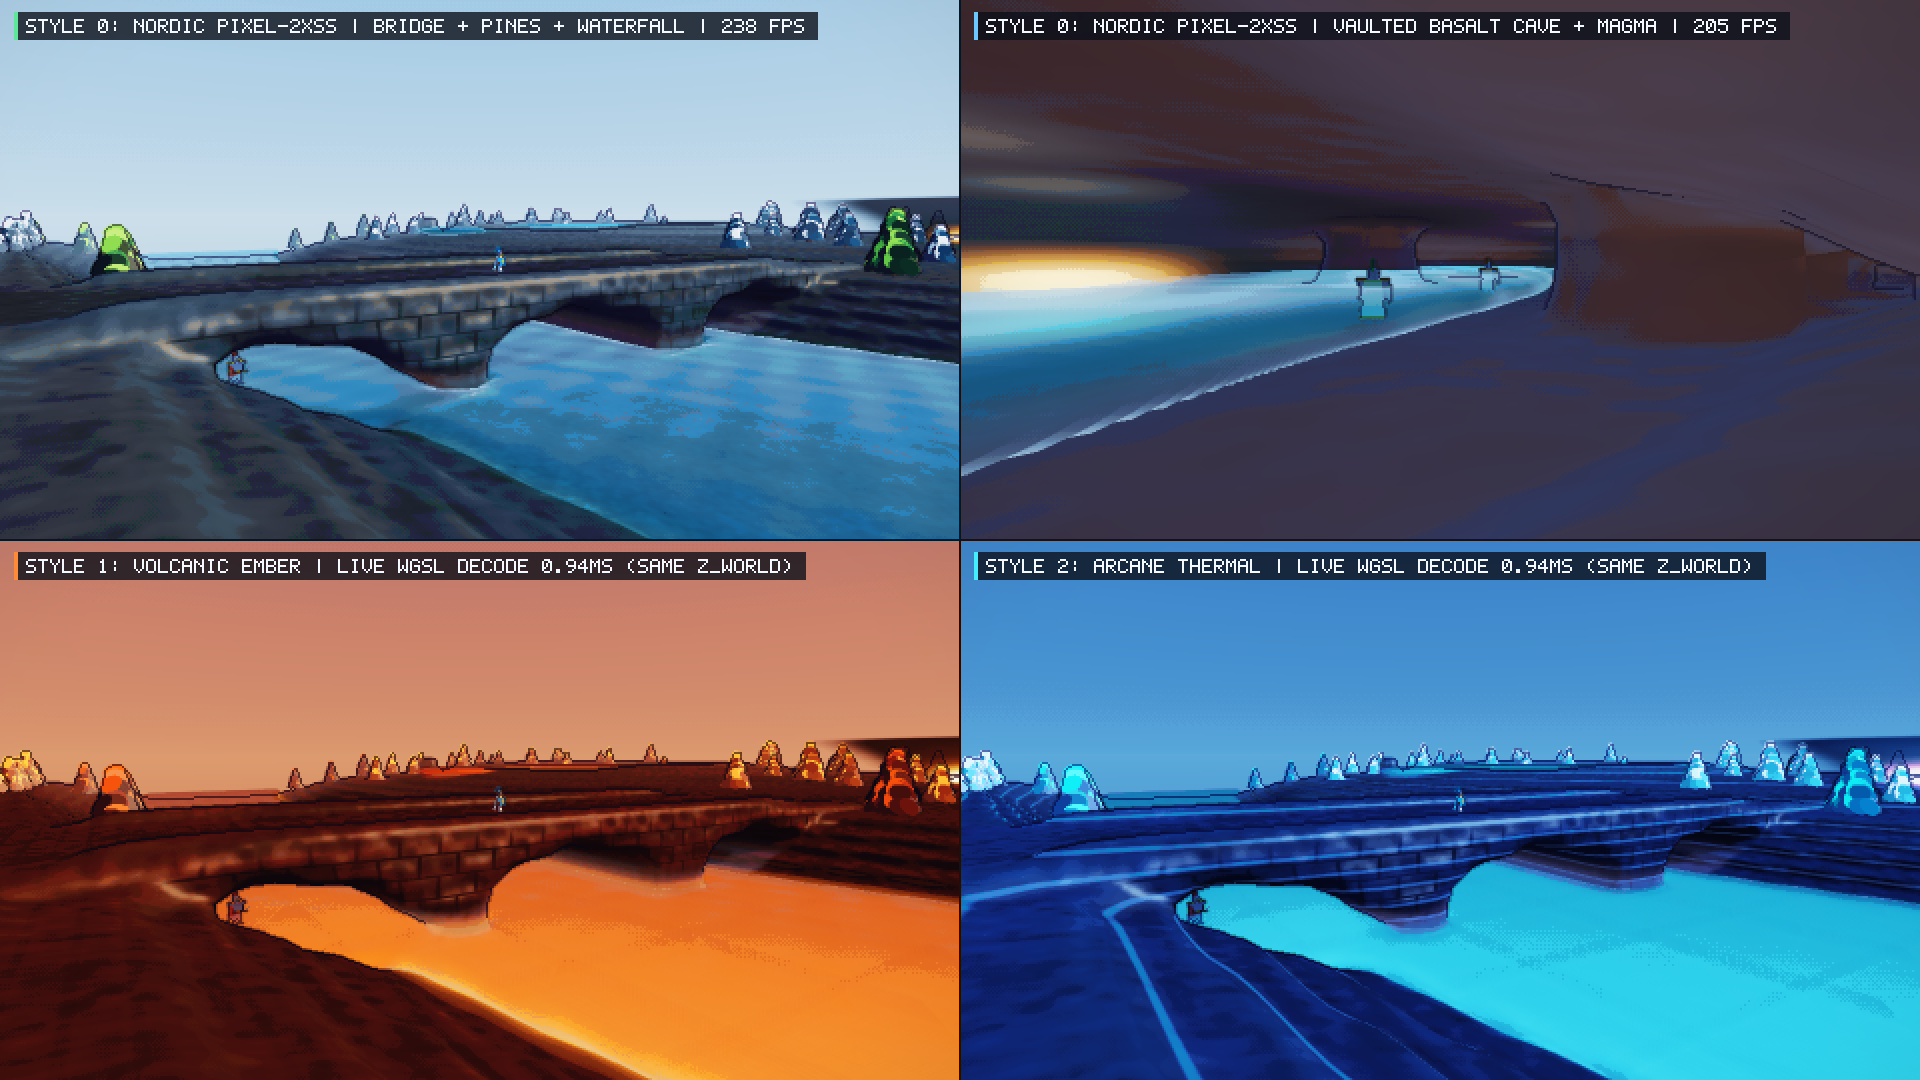 STYLE 0: NORDIC PIXEL-2XSS | BRIDGE + PINES + WATERFALL | 238 FPS
STYLE 0: NORDIC PIXEL-2XSS | VAULTED BASALT CAVE + MAGMA | 205 FPS
STYLE 1: VOLCANIC EMBER | LIVE WGSL DECODE 0.94MS (SAME Z_WORLD)
STYLE 2: ARCANE THERMAL | LIVE WGSL DECODE 0.94MS (SAME Z_WORLD)